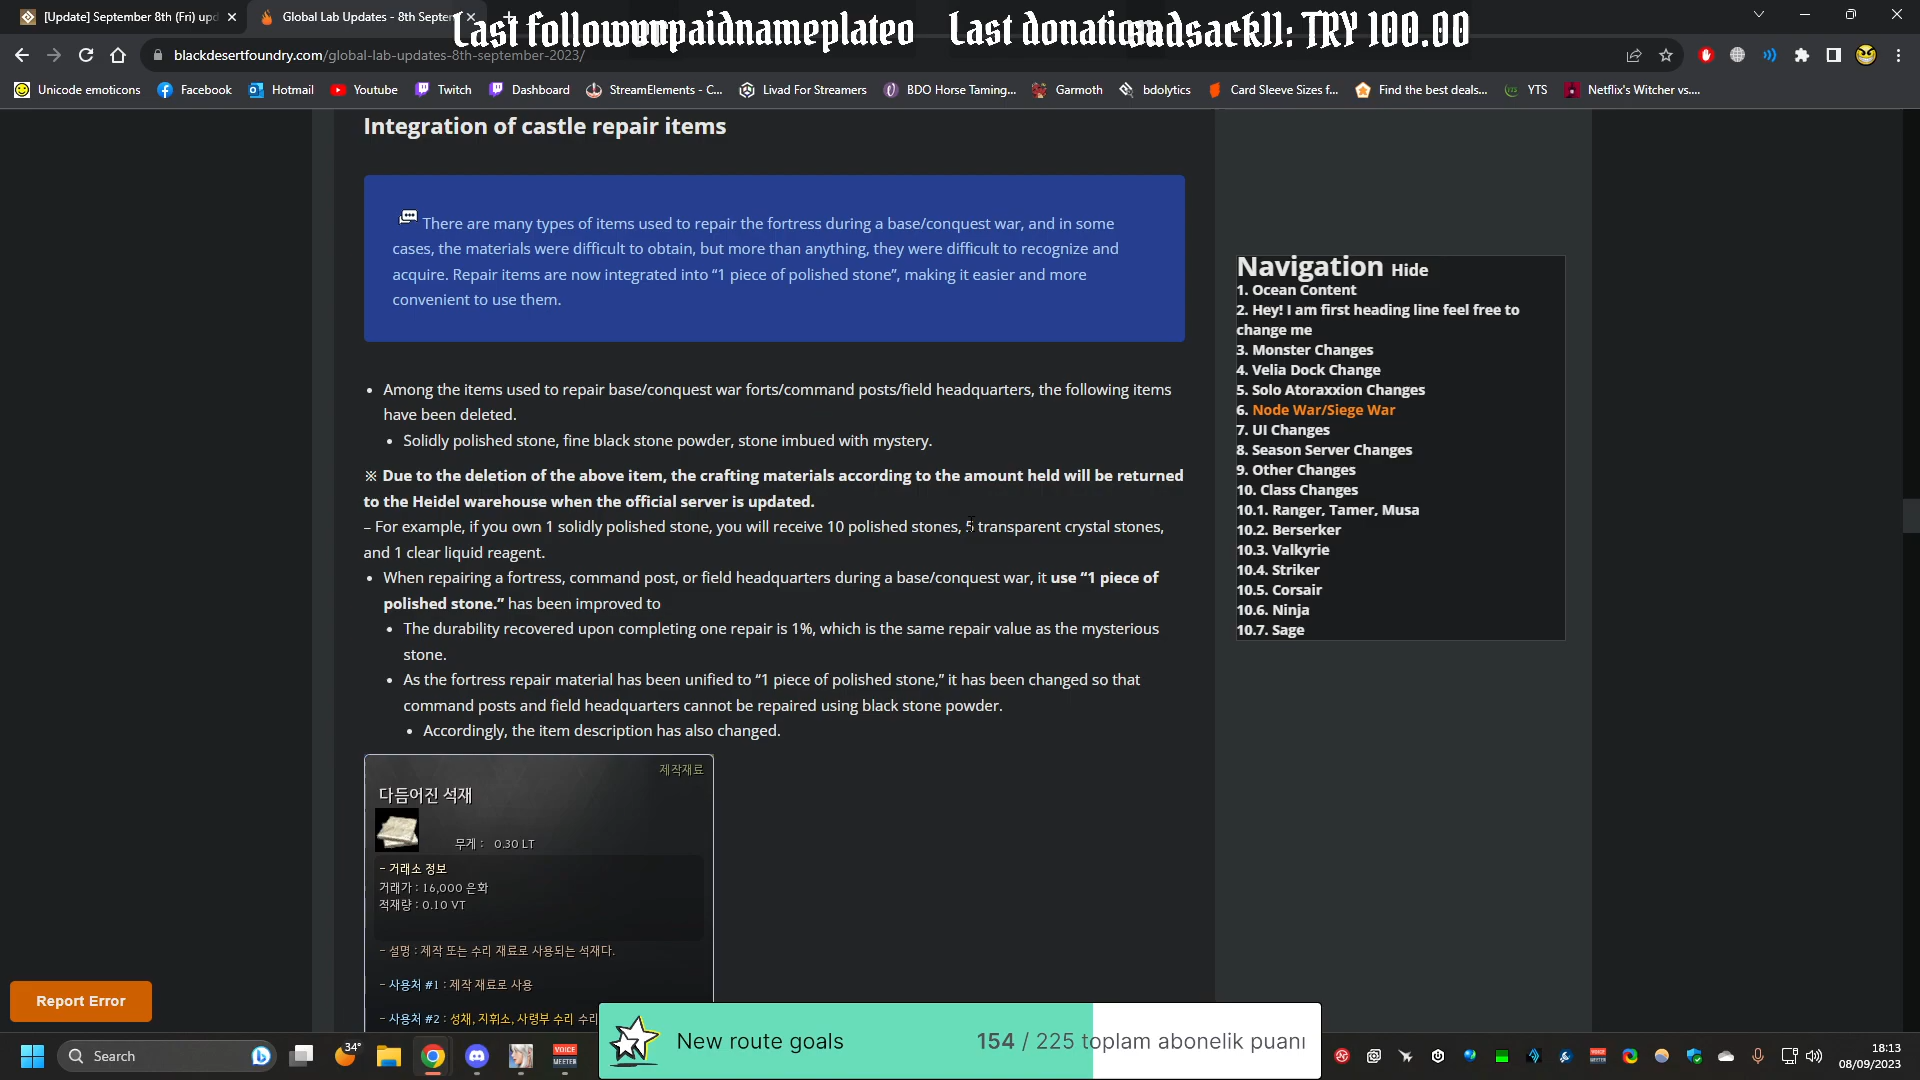 [Update] September 8th (Fri) upd
Global Lab Updates - 8th Septem
Last follower
unpaidnameplateo
Last donation
sadsackll: TRY 100.00
blackdesertfoundry.com/global-lab-updates-8th-september-2023/
Unicode emoticons
Facebook
Hotmail
Youtube
Twitch
Dashboard
StreamElements - C...
Livad For Streamers
BDO Horse Taming...
Garmoth
bdolytics
Card Sleeve Sizes f...
Find the best deals...
YTS
Netflix's Witcher vs....
Integration of castle repair items
There are many types of items used to repair the fortress during a base/conquest war, and in some
cases, the materials were difficult to obtain, but more than anything, they were difficult to recognize and
acquire. Repair items are now integrated into “1 piece of polished stone”, making it easier and more
convenient to use them.
• Among the items used to repair base/conquest war forts/command posts/field headquarters, the following items
have been deleted.
• Solidly polished stone, fine black stone powder, stone imbued with mystery.
※ Due to the deletion of the above item, the crafting materials according to the amount held will be returned
to the Heidel warehouse when the official server is updated.
– For example, if you own 1 solidly polished stone, you will receive 10 polished stones, 5 transparent crystal stones,
and 1 clear liquid reagent.
• When repairing a fortress, command post, or field headquarters during a base/conquest war, it use “1 piece of
polished stone.” has been improved to
• The durability recovered upon completing one repair is 1%, which is the same repair value as the mysterious
stone.
• As the fortress repair material has been unified to “1 piece of polished stone,” it has been changed so that
command posts and field headquarters cannot be repaired using black stone powder.
• Accordingly, the item description has also changed.
제작재료
다듬어진 석재
무게 : 0.30 LT
- 거래소 정보
거래가 : 16,000 은화
적재량 : 0.10 VT
- 설명 : 제작 또는 수리 재료로 사용되는 석재다.
- 사용처 #1 : 제작 재료로 사용
- 사용처 #2 : 성채, 지휘소, 사령부 수리 수리
Navigation Hide
1. Ocean Content
2. Hey! I am first heading line feel free to
change me
3. Monster Changes
4. Velia Dock Change
5. Solo Atoraxxion Changes
6. Node War/Siege War
7. UI Changes
8. Season Server Changes
9. Other Changes
10. Class Changes
10.1. Ranger, Tamer, Musa
10.2. Berserker
10.3. Valkyrie
10.4. Striker
10.5. Corsair
10.6. Ninja
10.7. Sage
Report Error
New route goals
154 / 225 toplam abonelik puanı
Search
34°
VOICE
MEETER
18:13
08/09/2023